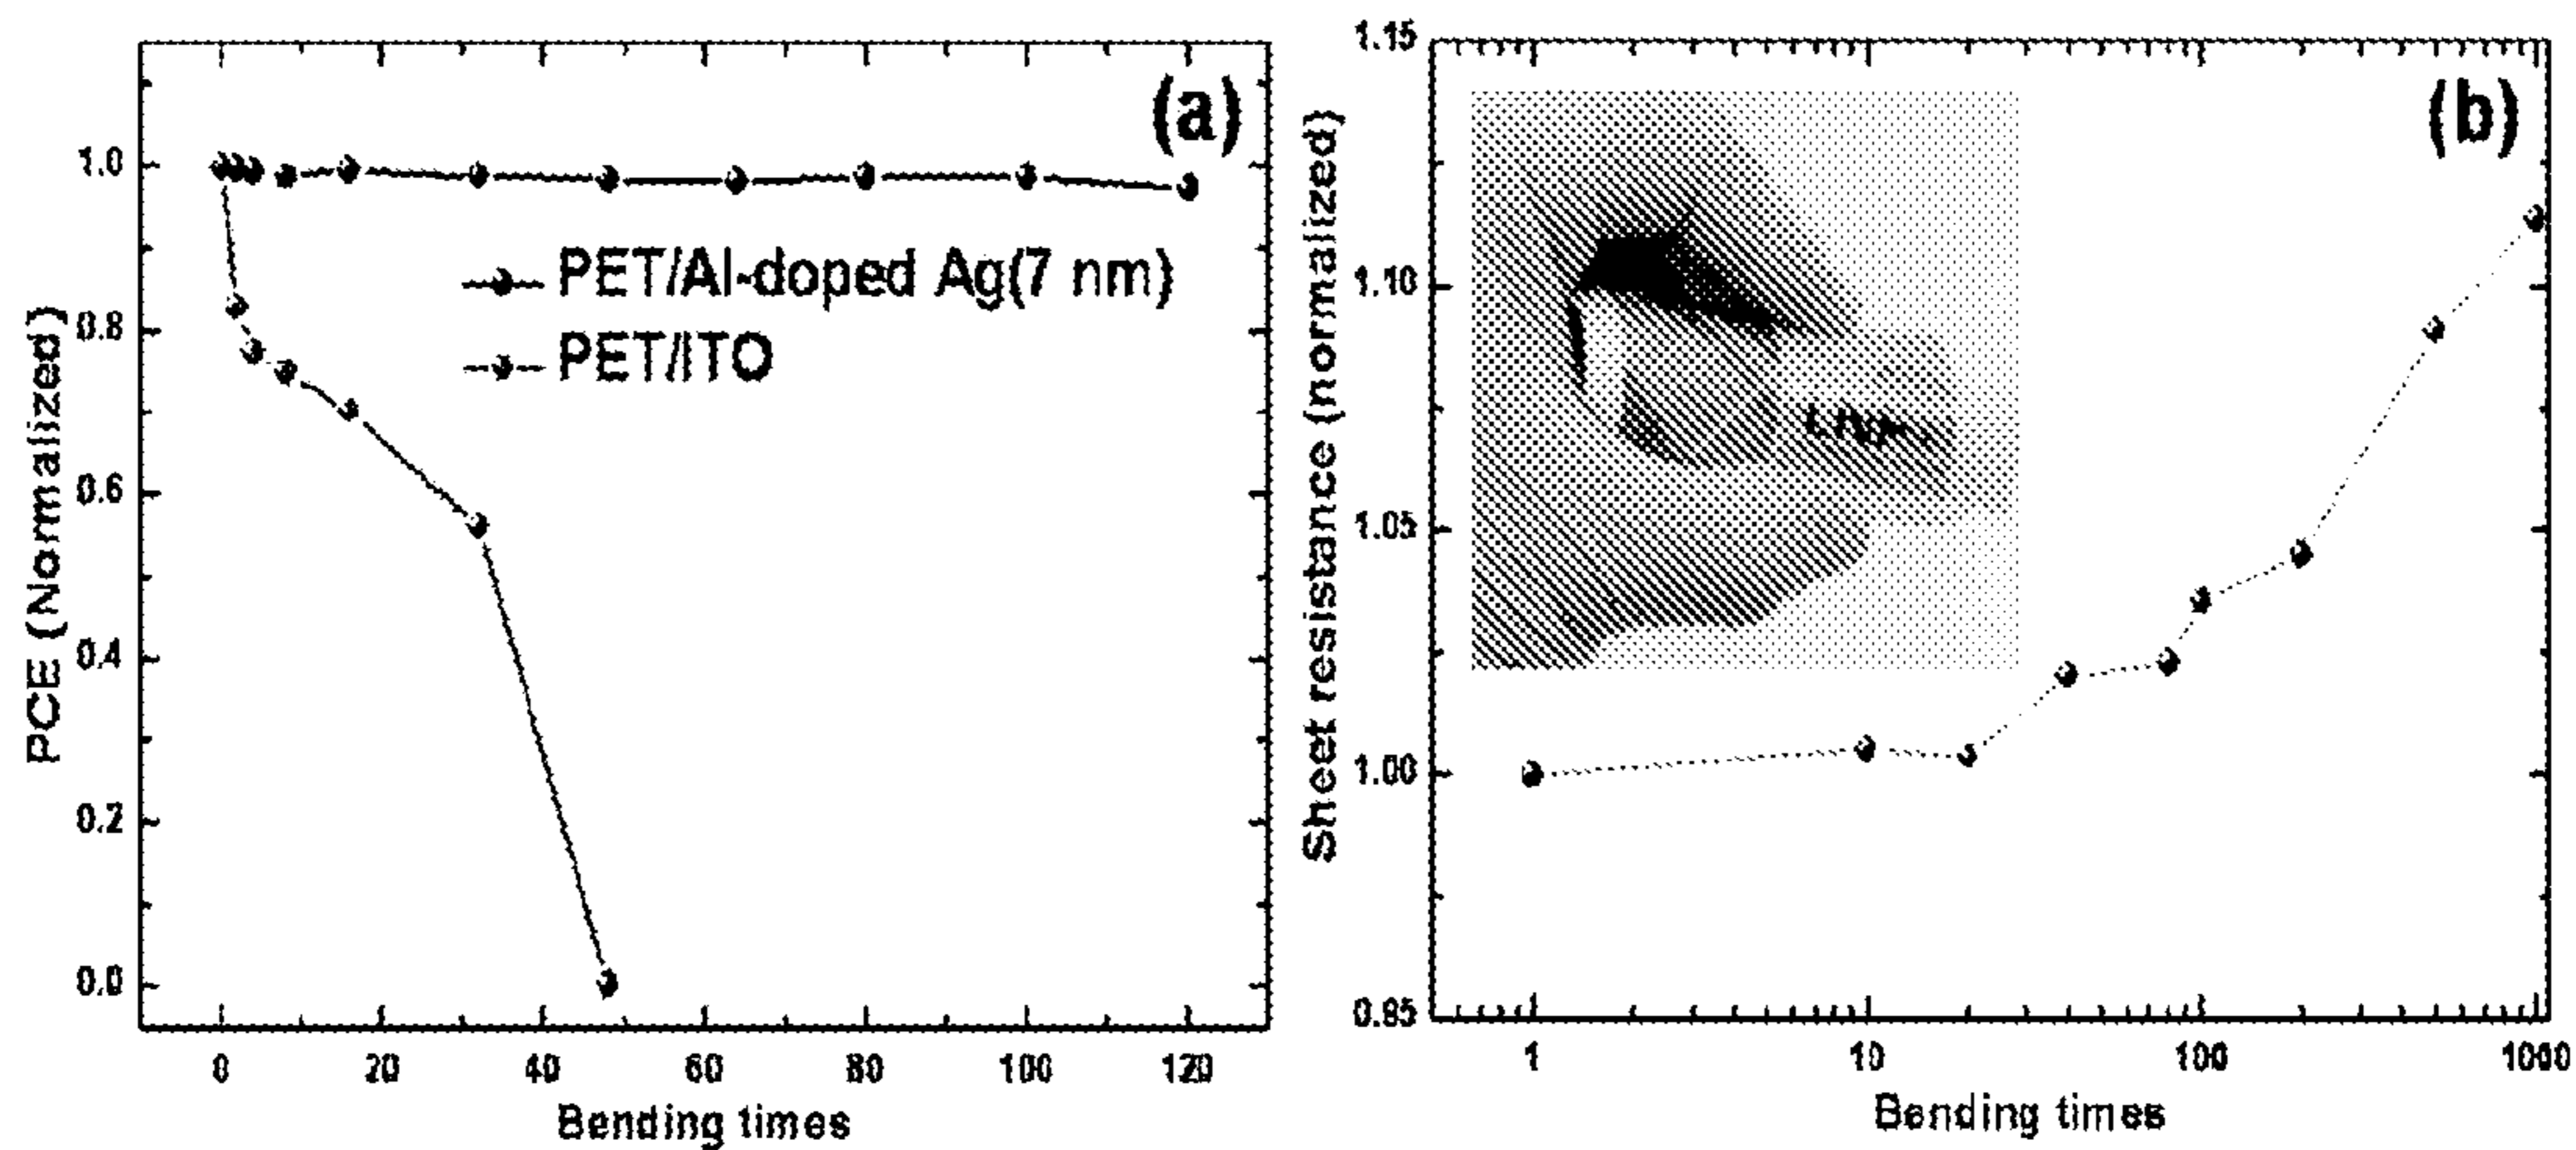 (a)
PCE (Normalized)
1.0
0.8
0.6
0.4
0.2
0.0
PET/Al-doped Ag(7 nm)
PET/ITO
0 20 40 60 80 100 120
Bending times
(b)
Sheet resistance (normalized)
1.15
1.10
1.05
1.00
0.95
1 10 100 1000
Bending times